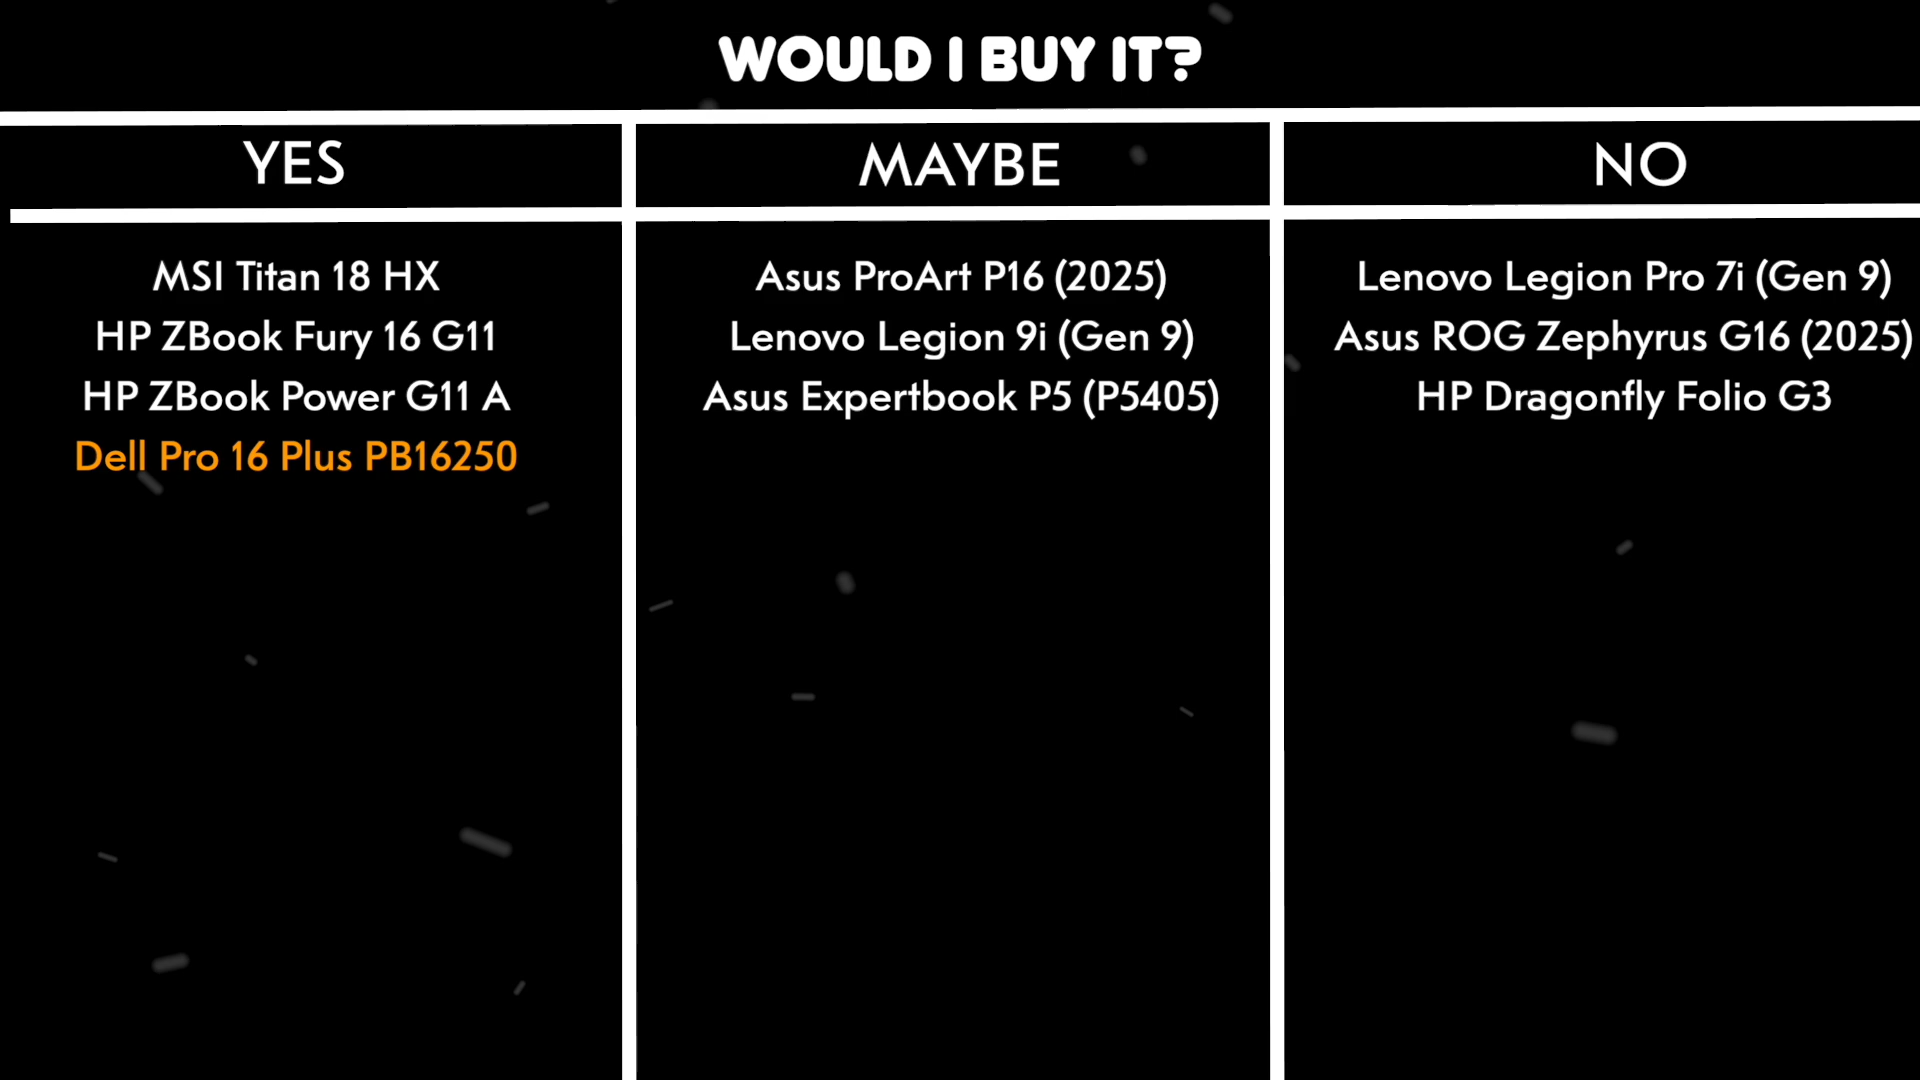 WOULD I BUY IT?
YES
MSI Titan 18 HX
HP ZBook Fury 16 G11
HP ZBook Power G11 A
Dell Pro 16 Plus PB16250
MAYBE
Asus ProArt P16 (2025)
Lenovo Legion 9i (Gen 9)
Asus Expertbook P5 (P5405)
NO
Lenovo Legion Pro 7i (Gen 9)
Asus ROG Zephyrus G16 (2025)
HP Dragonfly Folio G3